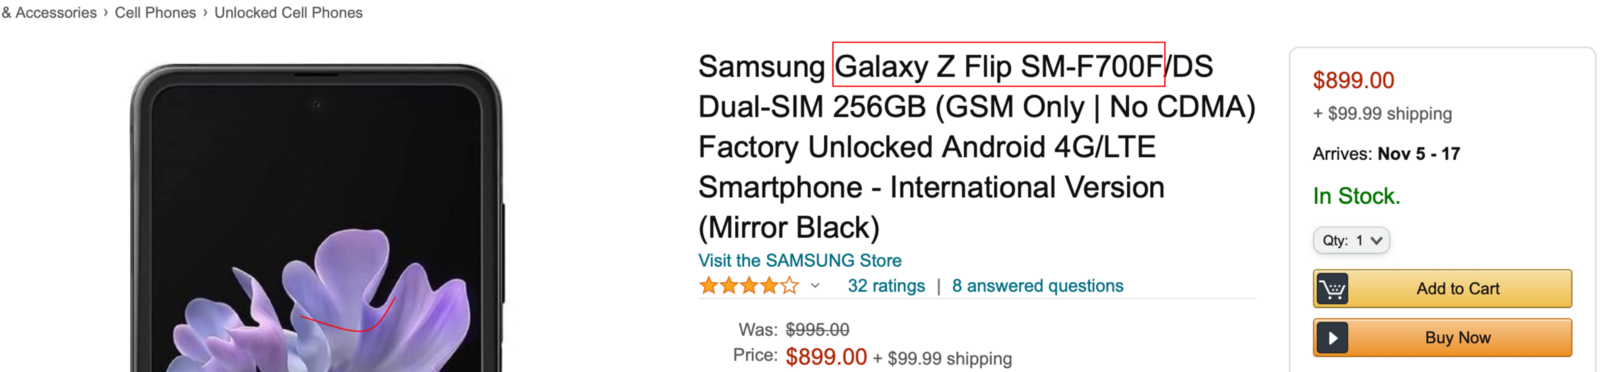 & Accessories › Cell Phones › Unlocked Cell Phones
Samsung Galaxy Z Flip SM-F700F/DS
Dual-SIM 256GB (GSM Only | No CDMA)
Factory Unlocked Android 4G/LTE
Smartphone - International Version
(Mirror Black)
Visit the SAMSUNG Store
32 ratings | 8 answered questions
Was: $995.00
Price: $899.00 + $99.99 shipping
$899.00
+ $99.99 shipping
Arrives: Nov 5 - 17
In Stock.
Qty: 1
Add to Cart
Buy Now